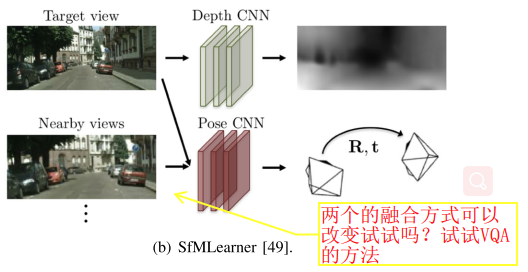 Target view
Depth CNN
Nearby views
Pose CNN
R, t
(b) SfMLearner [49].
两个的融合方式可以
改变试试吗？试试VQA
的方法